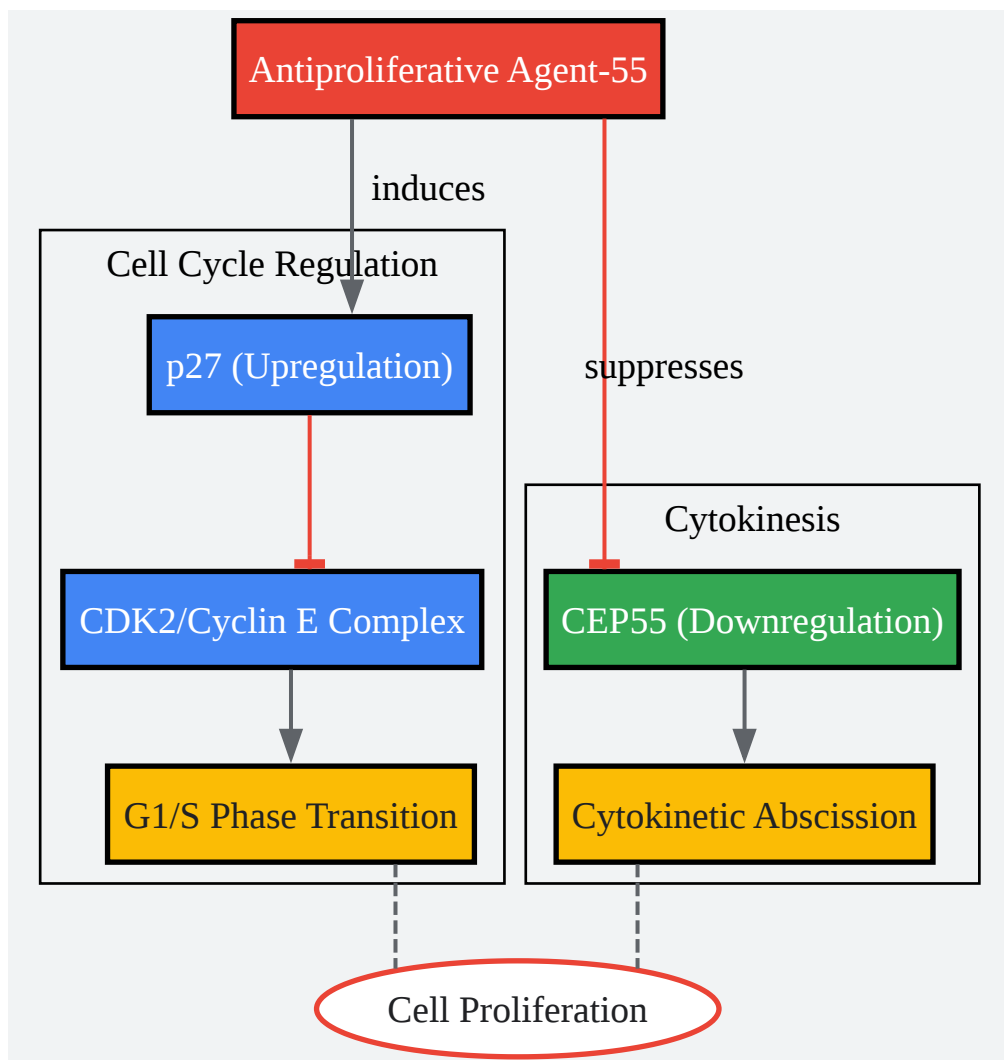 Antiproliferative Agent-55
induces
Cell Cycle Regulation
p27 (Upregulation)
suppresses
Cytokinesis
CDK2/Cyclin E Complex
CEP55 (Downregulation)
G1/S Phase Transition
Cytokinetic Abscission
Cell Proliferation